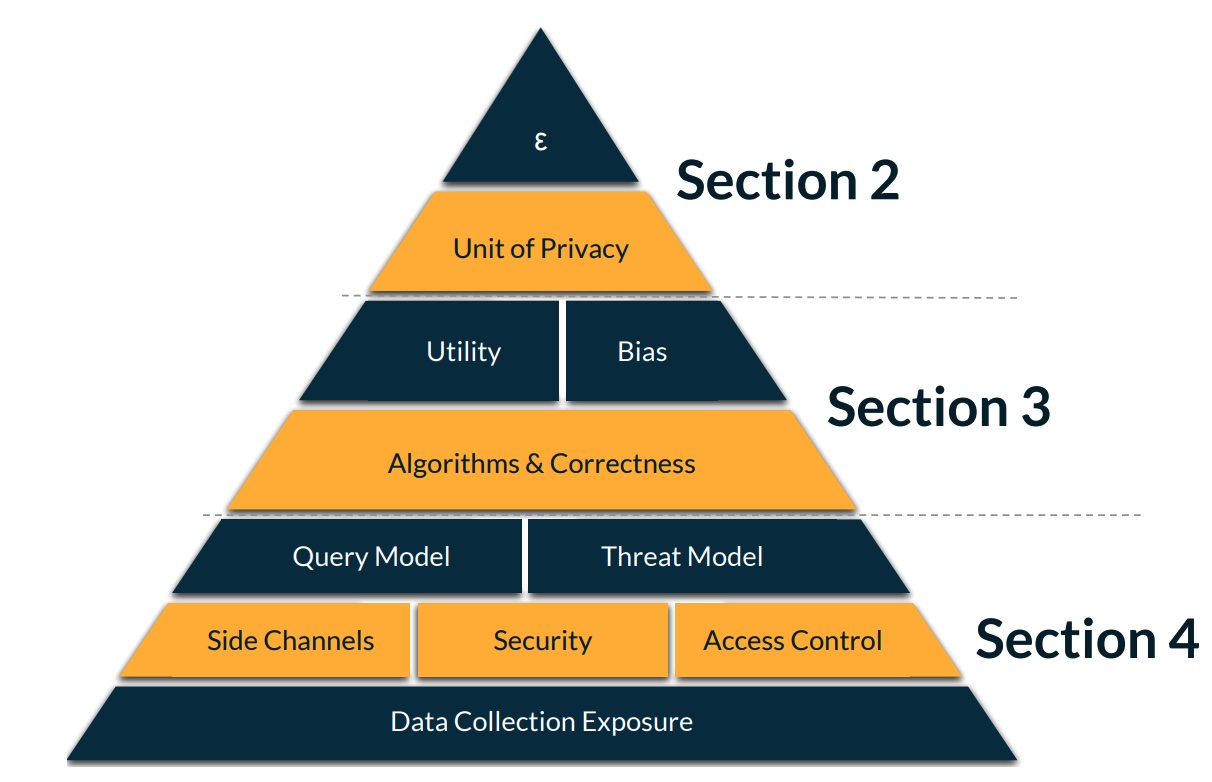 ε
Section 2
Unit of Privacy
Utility
Bias
Section 3
Algorithms & Correctness
Query Model
Threat Model
Side Channels
Security
Access Control
Section 4
Data Collection Exposure